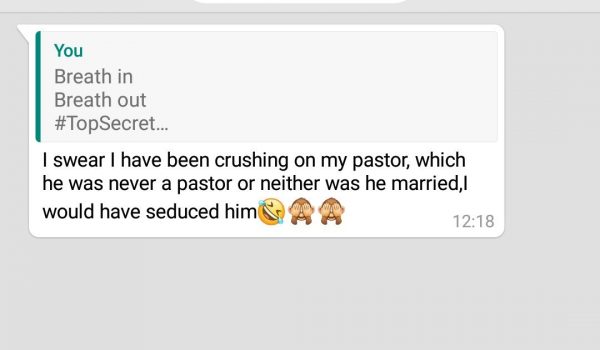 You
Breath in
Breath out
#TopSecret...
I swear I have been crushing on my pastor, which
he was never a pastor or neither was he married,I
would have seduced him🤣🙈🙈
12:18